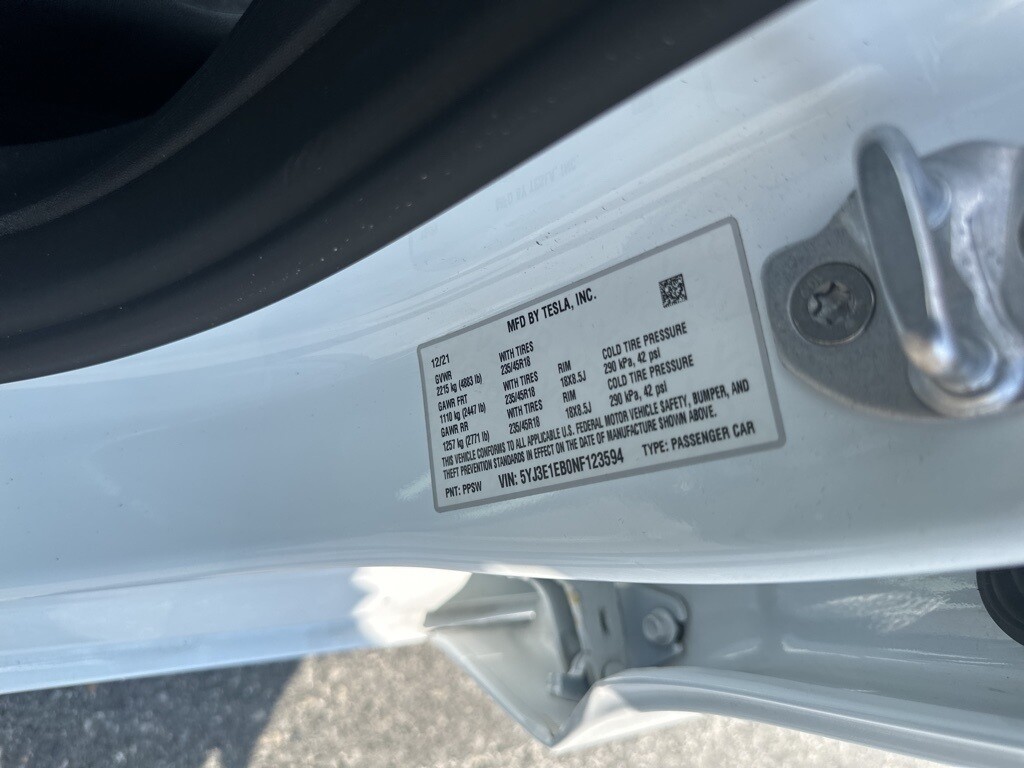 MFD BY TESLA, INC.
12/21
GVWR
2215 kg (4883 lb)
GAWR FRT
1110 kg (2447 lb)
GAWR RR
1257 kg (2771 lb)
WITH TIRES
235/45R18
WITH TIRES
235/45R18
WITH TIRES
235/45R18
RIM
18X8.5J
RIM
18X8.5J
COLD TIRE PRESSURE
290 kPa, 42 psi
COLD TIRE PRESSURE
290 kPa, 42 psi
THIS VEHICLE CONFORMS TO ALL APPLICABLE U.S. FEDERAL MOTOR VEHICLE SAFETY, BUMPER, AND
THEFT PREVENTION STANDARDS IN EFFECT ON THE DATE OF MANUFACTURE SHOWN ABOVE.
PNT: PPSW VIN: 5YJ3E1EB0NF123594 TYPE: PASSENGER CAR